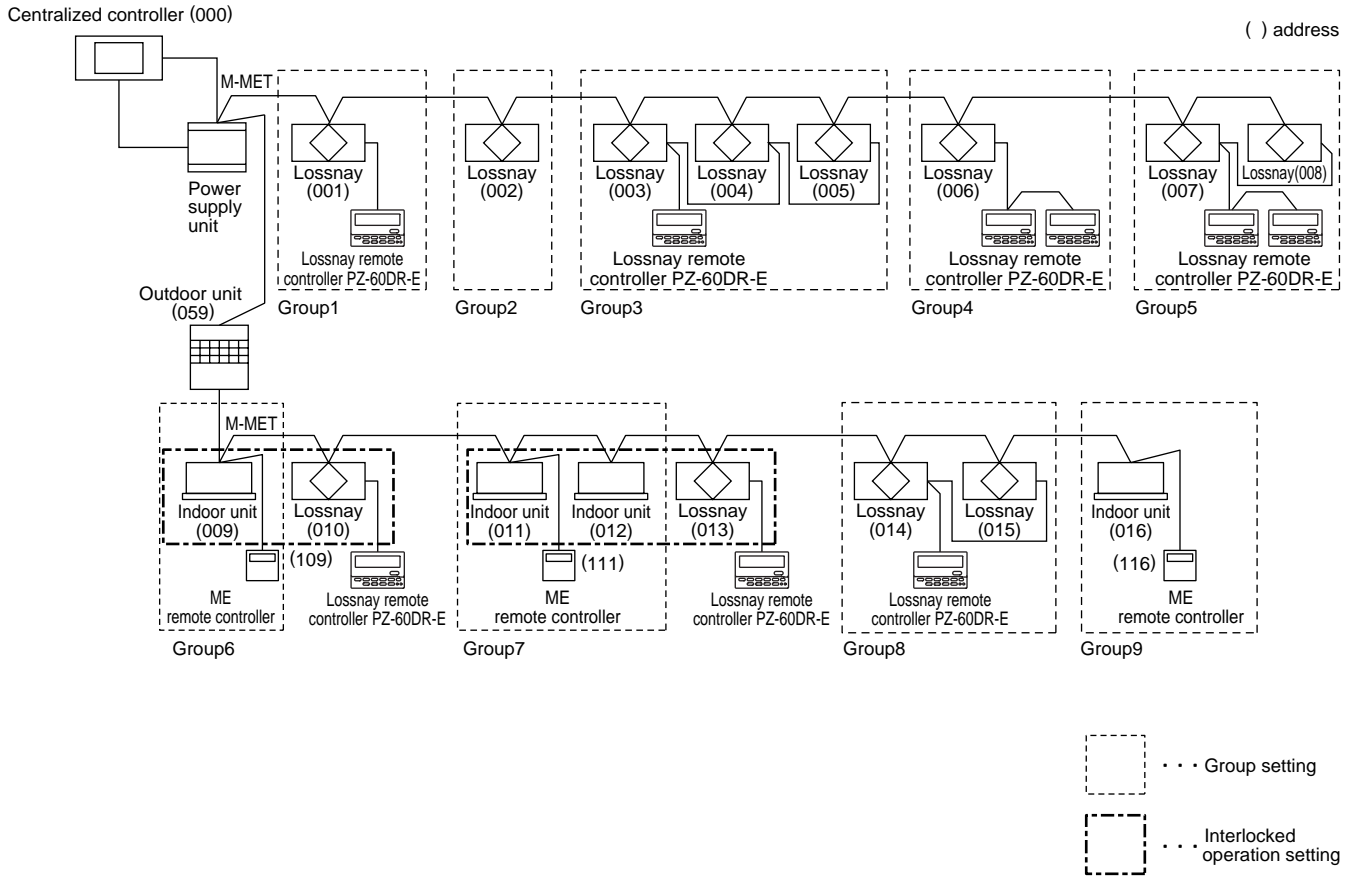 Centralized controller (000)
( ) address
M-MET
Power
supply
unit
Lossnay
(001)
Lossnay remote
controller PZ-60DR-E
Group1
Lossnay
(002)
Group2
Lossnay
(003)
Lossnay
(004)
Lossnay
(005)
Lossnay remote
controller PZ-60DR-E
Group3
Lossnay
(006)
Lossnay remote
controller PZ-60DR-E
Group4
Lossnay
(007)
Lossnay(008)
Lossnay remote
controller PZ-60DR-E
Group5
Outdoor unit
(059)
M-MET
Indoor unit
(009)
ME
remote controller
(109)
Group6
Lossnay
(010)
Lossnay remote
controller PZ-60DR-E
Indoor unit
(011)
Indoor unit
(012)
(111)
ME
remote controller
Group7
Lossnay
(013)
Lossnay remote
controller PZ-60DR-E
Lossnay
(014)
Lossnay
(015)
Lossnay remote
controller PZ-60DR-E
Group8
Indoor unit
(016)
(116)
ME
remote controller
Group9
· · · Group setting
· · · Interlocked
operation setting